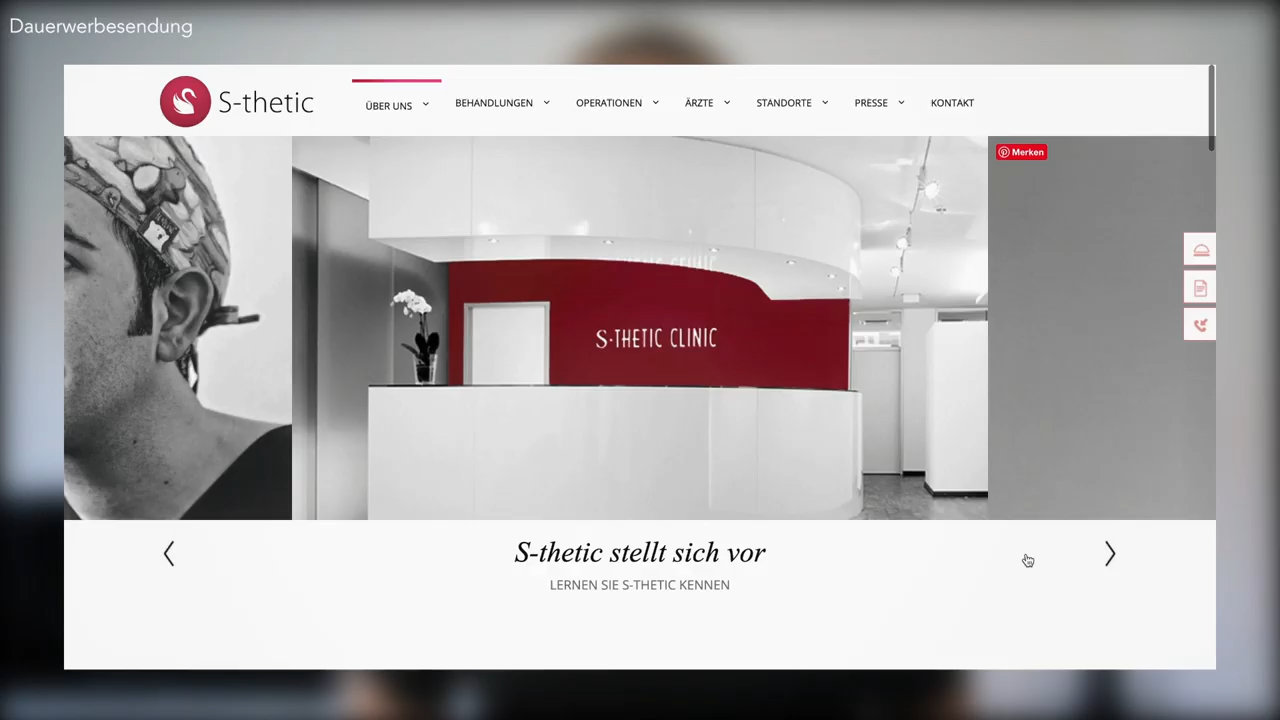 Dauerwerbesendung
S-thetic
ÜBER UNS
BEHANDLUNGEN
OPERATIONEN
ÄRZTE
STANDORTE
PRESSE
KONTAKT
Merken
S·THETIC CLINIC
S-thetic stellt sich vor
LERNEN SIE S-THETIC KENNEN